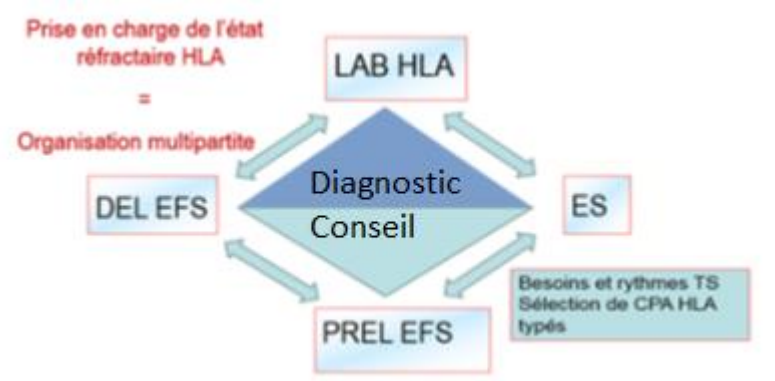 Prise en charge de l'état
réfractaire HLA
=
Organisation multipartite
LAB HLA
DEL EFS
Diagnostic
Conseil
ES
PREL EFS
Besoins et rythmes TS
Sélection de CPA HLA
typés